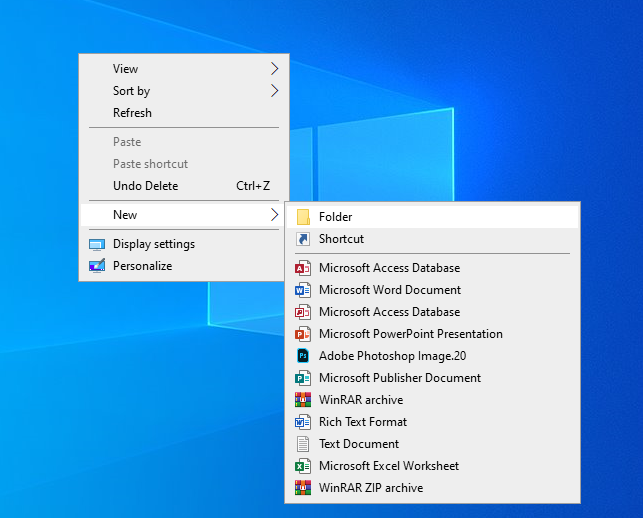 View
Sort by
Refresh
Paste
Paste shortcut
Undo Delete Ctrl+Z
New
Display settings
Personalize
Folder
Shortcut
Microsoft Access Database
Microsoft Word Document
Microsoft Access Database
Microsoft PowerPoint Presentation
Adobe Photoshop Image.20
Microsoft Publisher Document
WinRAR archive
Rich Text Format
Text Document
Microsoft Excel Worksheet
WinRAR ZIP archive